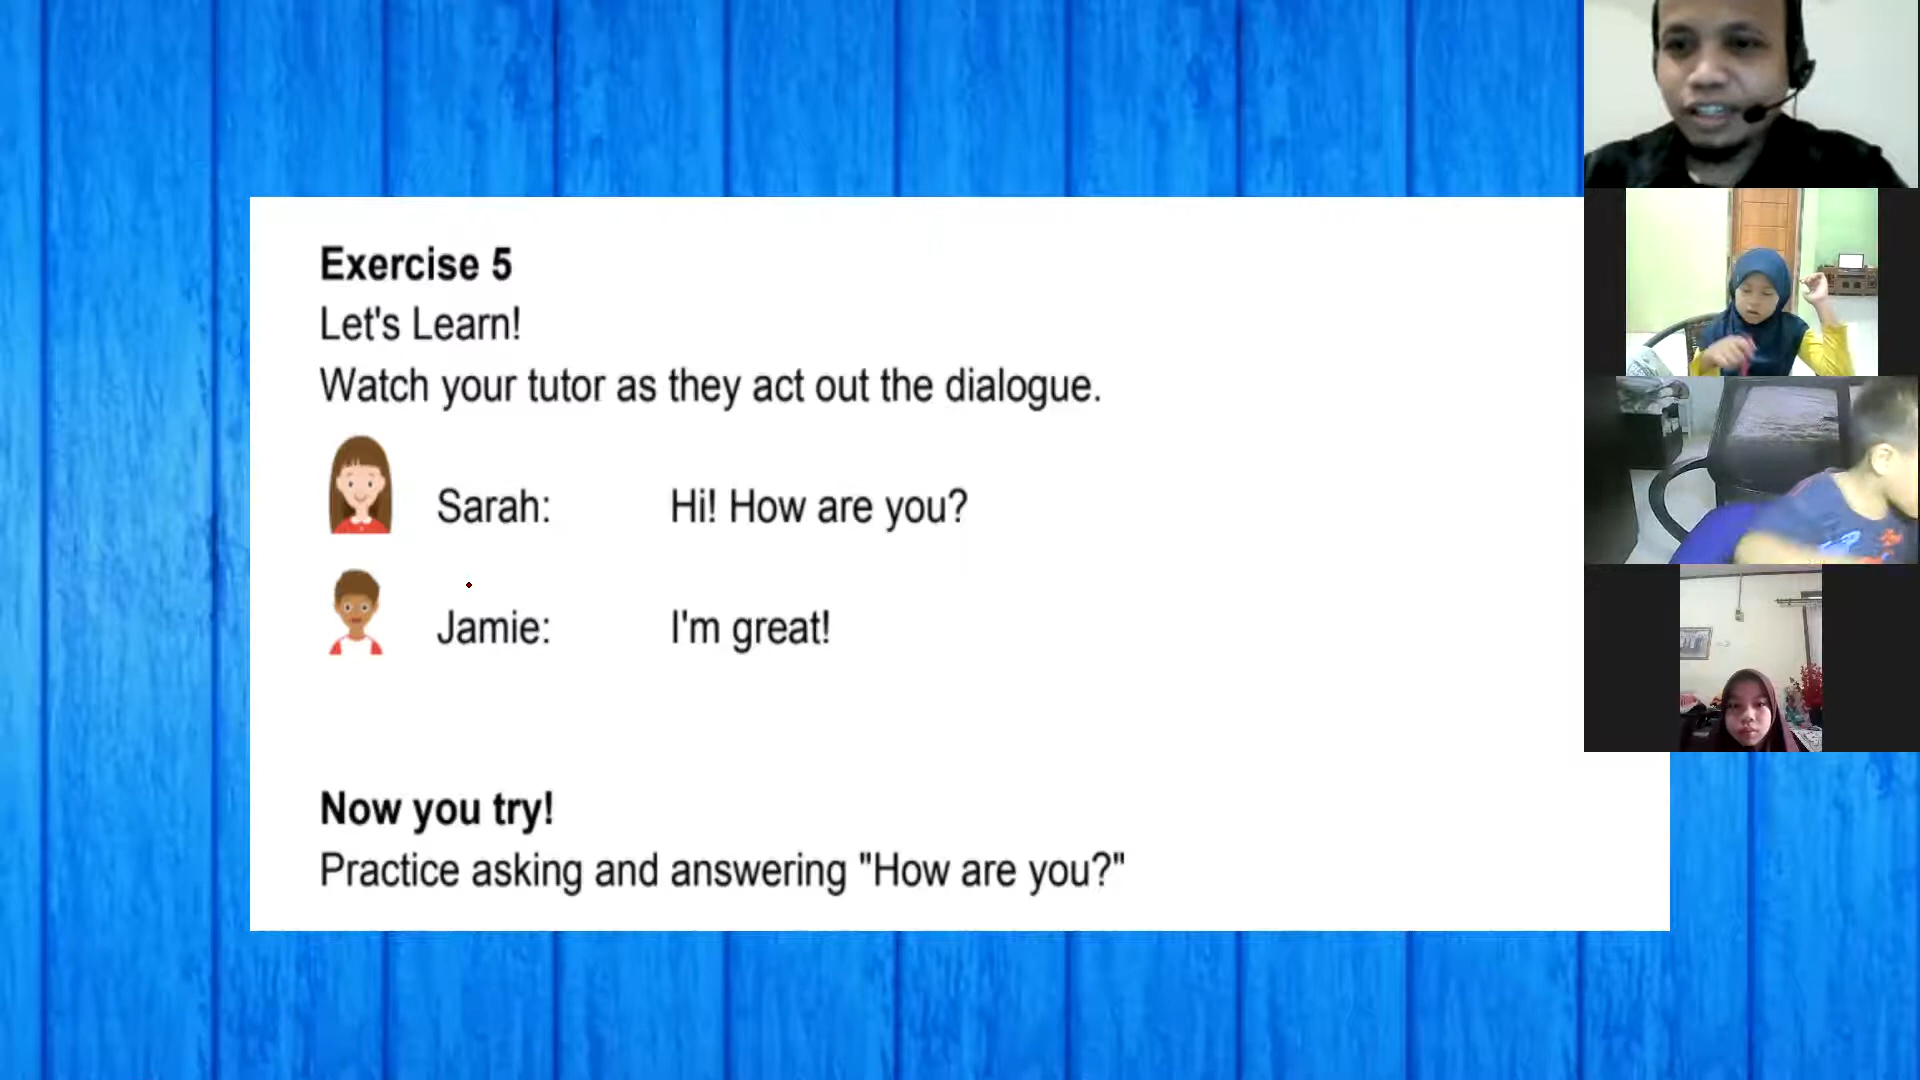 Exercise 5
Let's Learn!
Watch your tutor as they act out the dialogue.
Sarah: Hi! How are you?
Jamie: I'm great!
Now you try!
Practice asking and answering "How are you?"